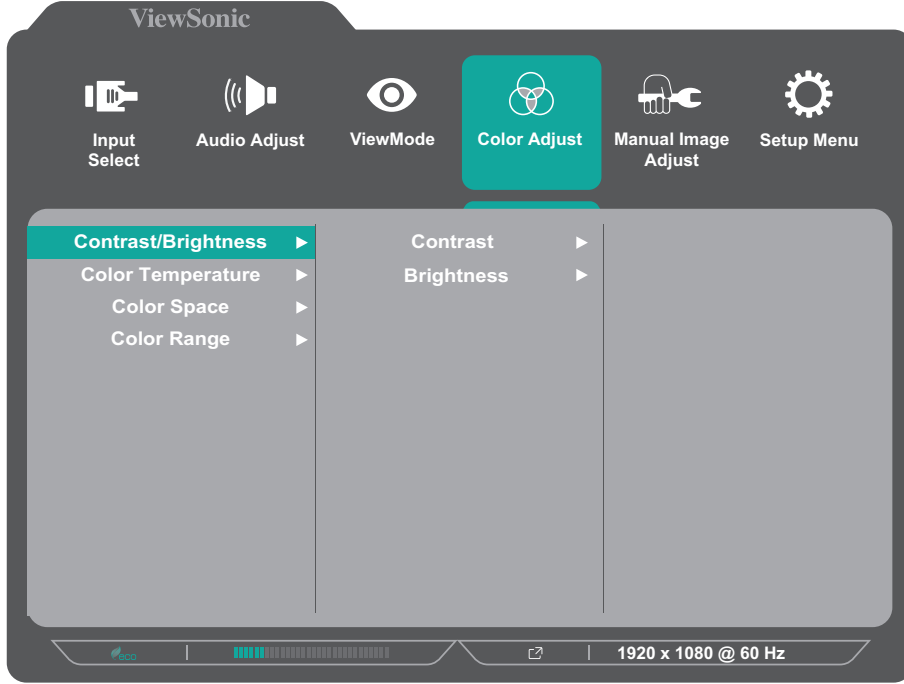 ViewSonic
Input
Select
Audio Adjust
ViewMode
Color Adjust
Manual Image
Adjust
Setup Menu
Contrast/Brightness
Contrast
Color Temperature
Brightness
Color Space
Color Range
eco
1920 x 1080 @ 60 Hz